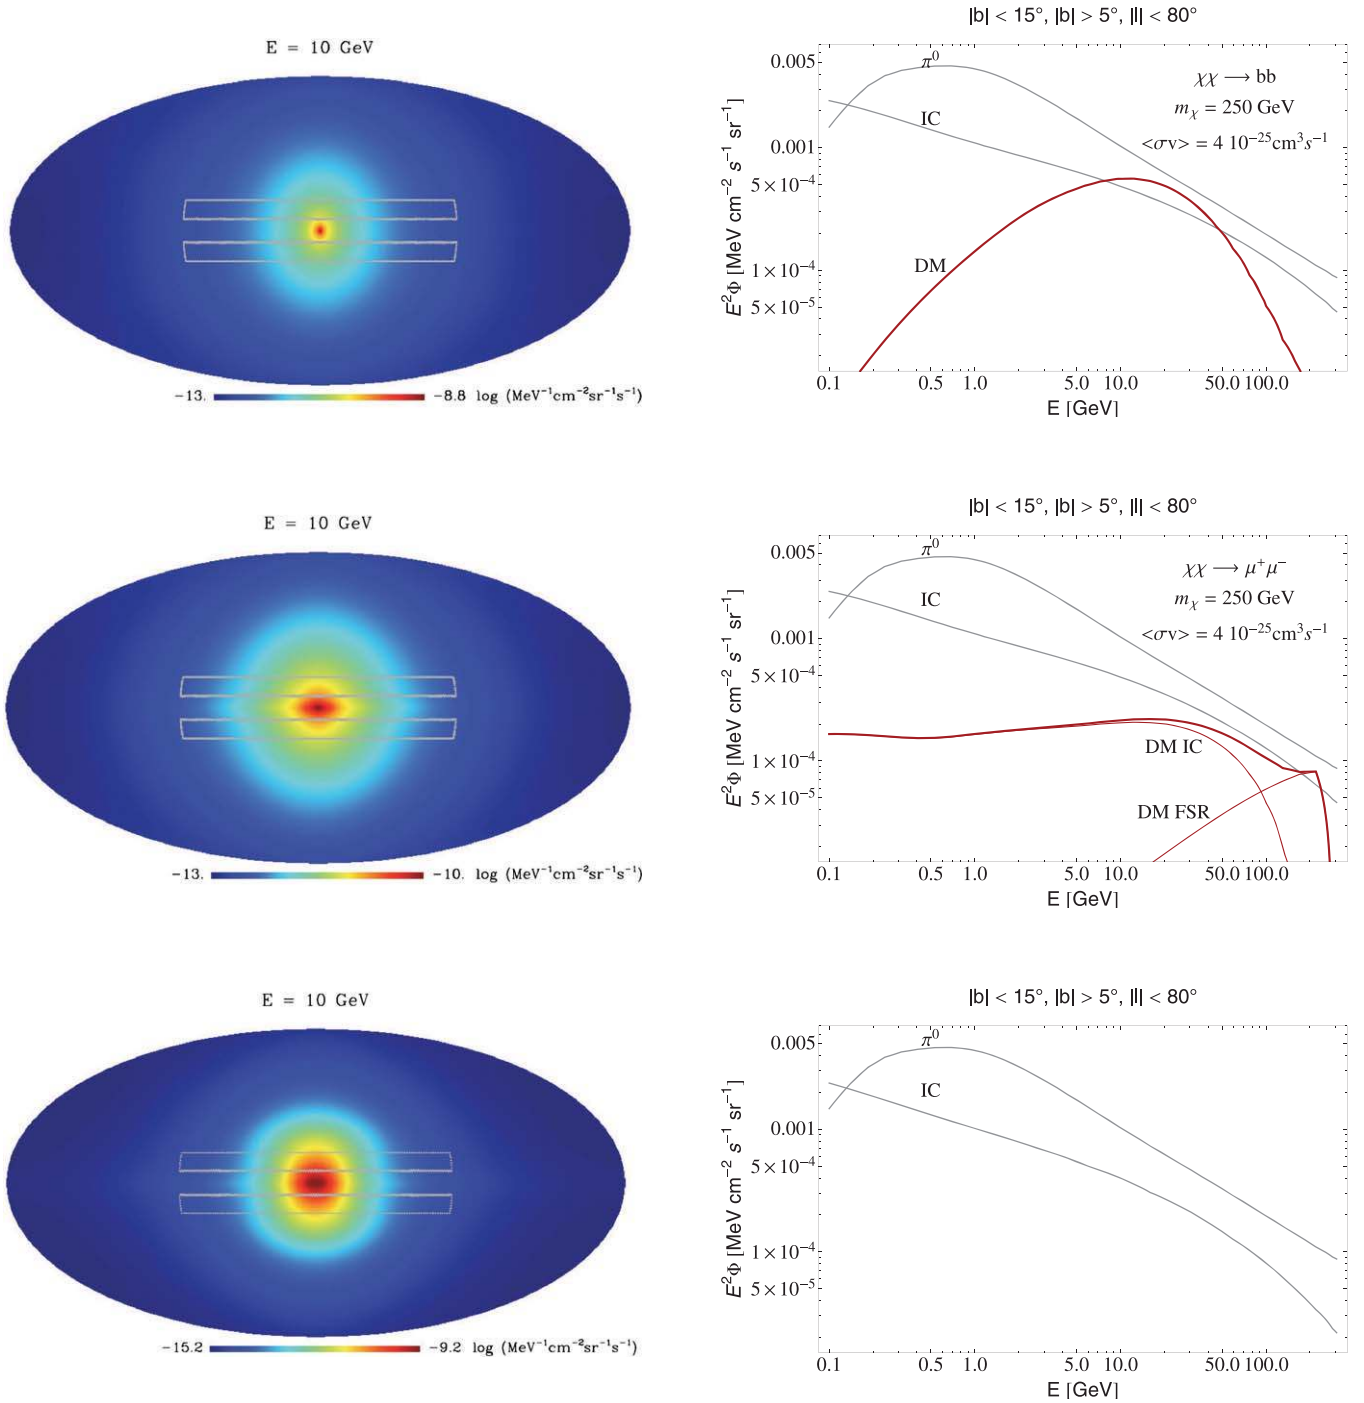 E = 10 GeV
-13. -8.8 log (MeV⁻¹cm⁻²sr⁻¹s⁻¹)
|b| < 15°, |b| > 5°, |l| < 80°
E²Φ [MeV cm⁻² s⁻¹ sr⁻¹]
0.005
0.001
5 × 10⁻⁴
1 × 10⁻⁴
5 × 10⁻⁵
π⁰
IC
DM
χχ ⟶ bb
mχ = 250 GeV
<σv> = 4 10⁻²⁵cm³s⁻¹
0.1 0.5 1.0 5.0 10.0 50.0 100.0
E [GeV]
E = 10 GeV
-13. -10. log (MeV⁻¹cm⁻²sr⁻¹s⁻¹)
|b| < 15°, |b| > 5°, |l| < 80°
E²Φ [MeV cm⁻² s⁻¹ sr⁻¹]
0.005
0.001
5 × 10⁻⁴
1 × 10⁻⁴
5 × 10⁻⁵
π⁰
IC
χχ ⟶ μ⁺μ⁻
mχ = 250 GeV
<σv> = 4 10⁻²⁵cm³s⁻¹
DM IC
DM FSR
0.1 0.5 1.0 5.0 10.0 50.0 100.0
E [GeV]
E = 10 GeV
-15.2 -9.2 log (MeV⁻¹cm⁻²sr⁻¹s⁻¹)
|b| < 15°, |b| > 5°, |l| < 80°
E²Φ [MeV cm⁻² s⁻¹ sr⁻¹]
0.005
0.001
5 × 10⁻⁴
1 × 10⁻⁴
5 × 10⁻⁵
π⁰
IC
0.1 0.5 1.0 5.0 10.0 50.0 100.0
E [GeV]